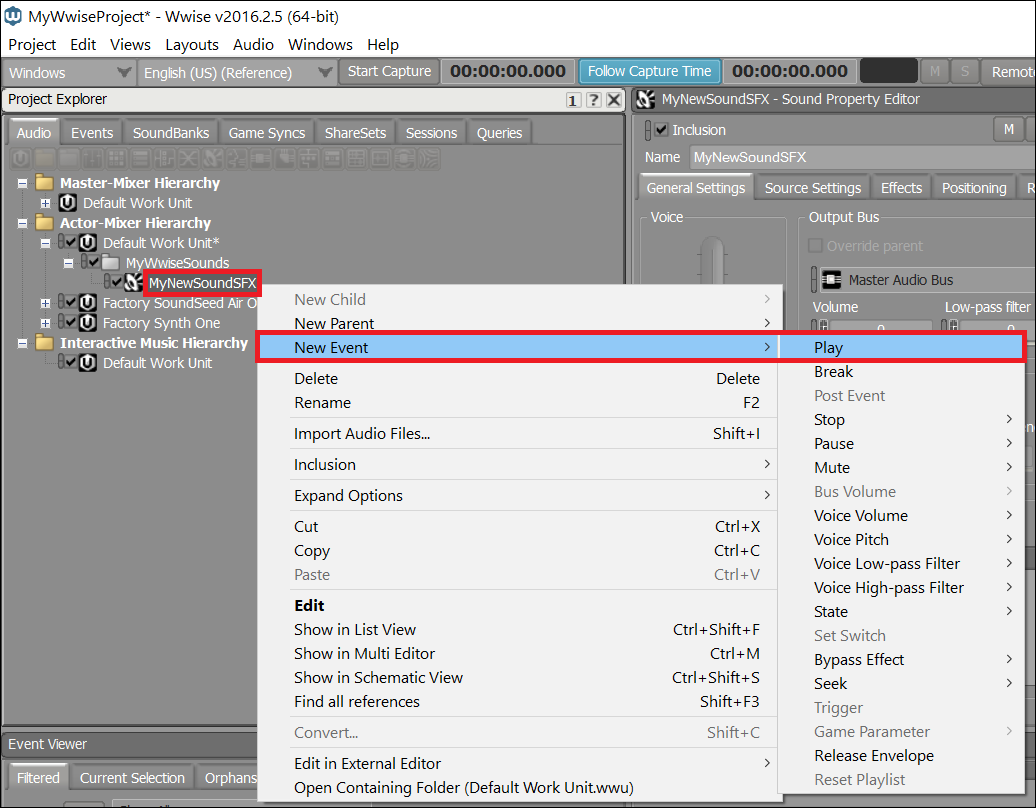 MyWwiseProject* - Wwise v2016.2.5 (64-bit)
Project Edit Views Layouts Audio Windows Help
Windows English (US) (Reference) Start Capture 00:00:00.000 Follow Capture Time 00:00:00.000 M S Remot
Project Explorer 1 ? X
MyNewSoundSFX - Sound Property Editor
Audio Events SoundBanks Game Syncs ShareSets Sessions Queries
Inclusion M
Name MyNewSoundSFX
General Settings Source Settings Effects Positioning R
Voice
Output Bus
Override parent
Master Audio Bus
Volume Low-pass filter
0 0
Master-Mixer Hierarchy
Default Work Unit
Actor-Mixer Hierarchy
Default Work Unit*
MyWwiseSounds
MyNewSoundSFX
Factory SoundSeed Air O
Factory Synth One
Interactive Music Hierarchy
Default Work Unit
New Child
New Parent
New Event
Delete Delete
Rename F2
Import Audio Files... Shift+I
Inclusion
Expand Options
Cut Ctrl+X
Copy Ctrl+C
Paste Ctrl+V
Edit
Show in List View Ctrl+Shift+F
Show in Multi Editor Ctrl+M
Show in Schematic View Ctrl+Shift+S
Find all references Shift+F3
Convert... Shift+C
Edit in External Editor
Open Containing Folder (Default Work Unit.wwu)
Play
Break
Post Event
Stop
Pause
Mute
Bus Volume
Voice Volume
Voice Pitch
Voice Low-pass Filter
Voice High-pass Filter
State
Set Switch
Bypass Effect
Seek
Trigger
Game Parameter
Release Envelope
Reset Playlist
Event Viewer
Filtered Current Selection Orphans